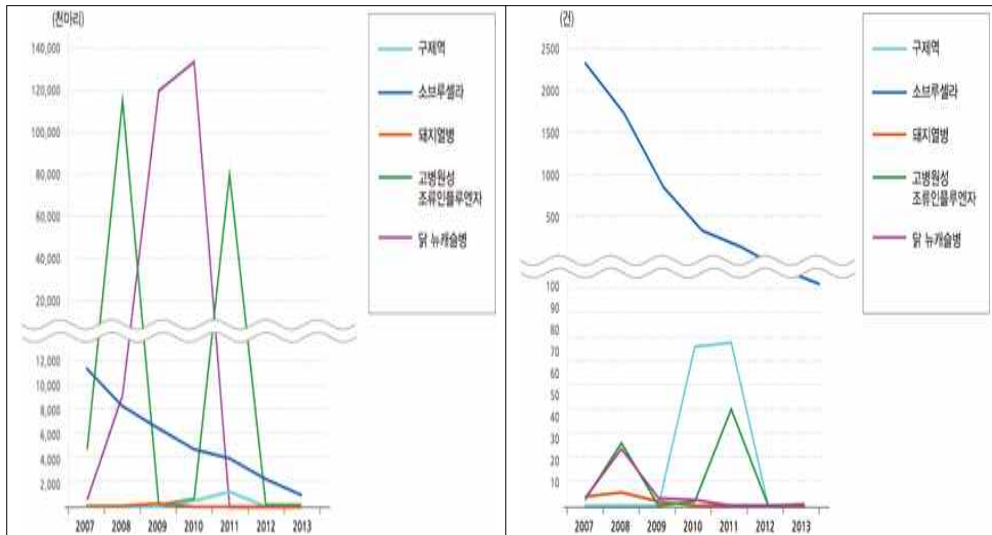 (천마리)
140,000
120,000
100,000
80,000
60,000
40,000
20,000
12,000
10,000
8,000
6,000
4,000
2,000
2007 2008 2009 2010 2011 2012 2013
구제역
소브루셀라
돼지열병
고병원성
조류인플루엔자
닭 뉴캐슬병
(건)
2500
2000
1500
1000
500
100
90
80
70
60
50
40
30
20
10
2007 2008 2009 2010 2011 2012 2013
구제역
소브루셀라
돼지열병
고병원성
조류인플루엔자
닭 뉴캐슬병